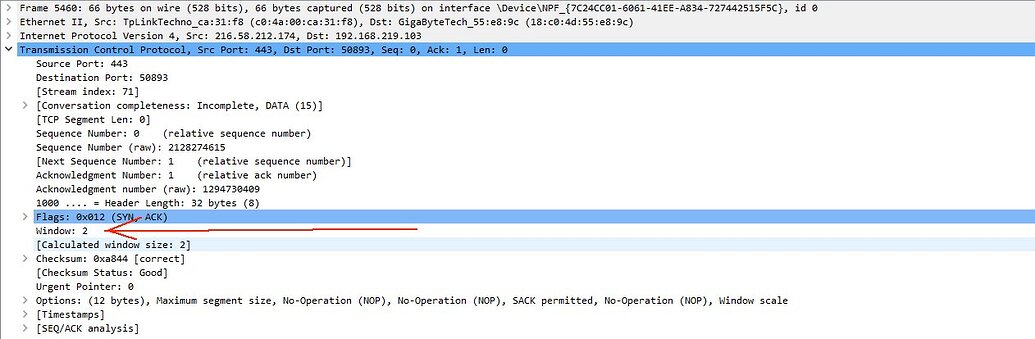 Frame 5460: 66 bytes on wire (528 bits), 66 bytes captured (528 bits) on interface \Device\NPF_{7C24CC01-6061-41EE-A834-727442515F5C}, id 0
Ethernet II, Src: TpLinkTechno_ca:31:f8 (c0:4a:00:ca:31:f8), Dst: GigaByteTech_55:e8:9c (18:c0:4d:55:e8:9c)
Internet Protocol Version 4, Src: 216.58.212.174, Dst: 192.168.219.103
Transmission Control Protocol, Src Port: 443, Dst Port: 50893, Seq: 0, Ack: 1, Len: 0
Source Port: 443
Destination Port: 50893
[Stream index: 71]
[Conversation completeness: Incomplete, DATA (15)]
[TCP Segment Len: 0]
Sequence Number: 0    (relative sequence number)
Sequence Number (raw): 2128274615
[Next Sequence Number: 1    (relative sequence number)]
Acknowledgment Number: 1    (relative ack number)
Acknowledgment number (raw): 1294730409
1000 .... = Header Length: 32 bytes (8)
Flags: 0x012 (SYN, ACK)
Window: 2
[Calculated window size: 2]
Checksum: 0xa844 [correct]
[Checksum Status: Good]
Urgent Pointer: 0
Options: (12 bytes), Maximum segment size, No-Operation (NOP), No-Operation (NOP), SACK permitted, No-Operation (NOP), Window scale
[Timestamps]
[SEQ/ACK analysis]